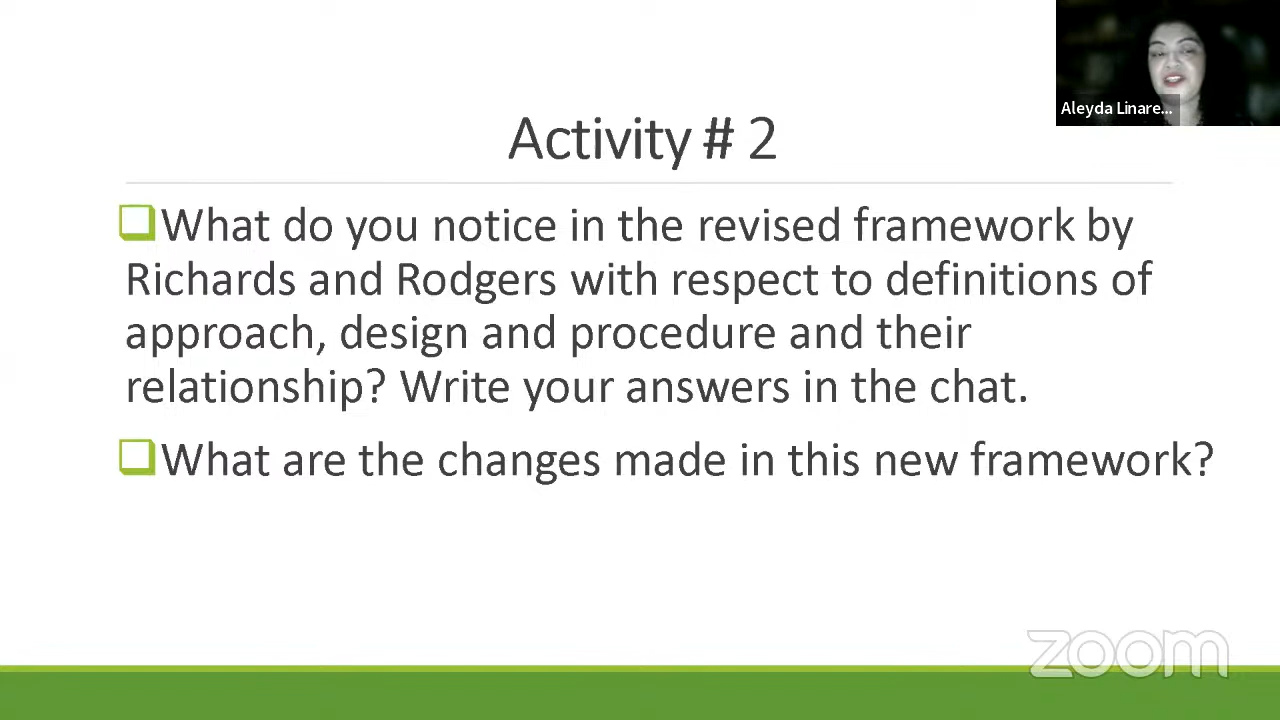 Aleyda Linare...
Activity # 2
What do you notice in the revised framework by
Richards and Rodgers with respect to definitions of
approach, design and procedure and their
relationship? Write your answers in the chat.
What are the changes made in this new framework?
zoom